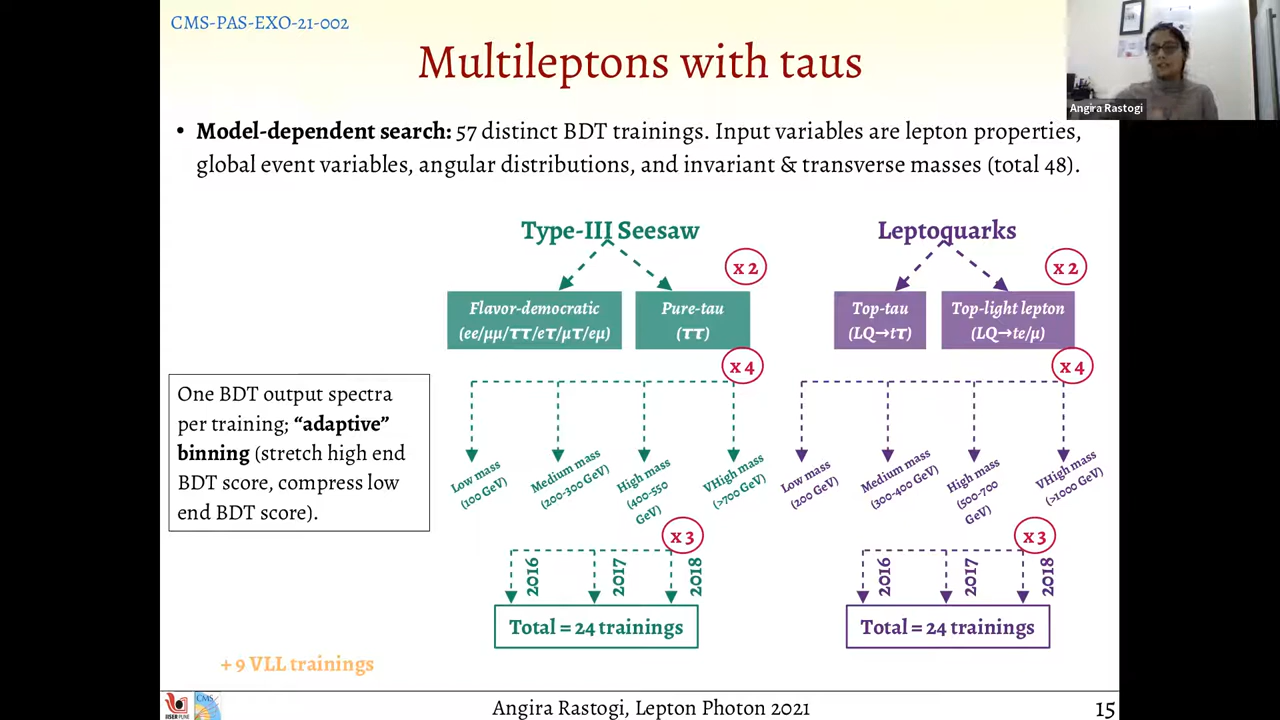 CMS-PAS-EXO-21-002
Multileptons with taus
Angira Rastogi
• Model-dependent search: 57 distinct BDT trainings. Input variables are lepton properties,
global event variables, angular distributions, and invariant & transverse masses (total 48).
Type-III Seesaw
x 2
Flavor-democratic
(ee/μμ/ττ/eτ/μτ/eμ)
Pure-tau
(ττ)
x 4
Low mass
(100 GeV)
Medium mass
(200-300 GeV)
High mass
(400-550
GeV)
VHigh mass
(>700 GeV)
x 3
2016
2017
2018
Total = 24 trainings
Leptoquarks
x 2
Top-tau
(LQ→tτ)
Top-light lepton
(LQ→te/μ)
x 4
Low mass
(200 GeV)
Medium mass
(300-400 GeV)
High mass
(500-700
GeV)
VHigh mass
(>1000 GeV)
x 3
2016
2017
2018
Total = 24 trainings
One BDT output spectra
per training; “adaptive”
binning (stretch high end
BDT score, compress low
end BDT score).
+ 9 VLL trainings
IISER PUNE
CMS
Angira Rastogi, Lepton Photon 2021
15